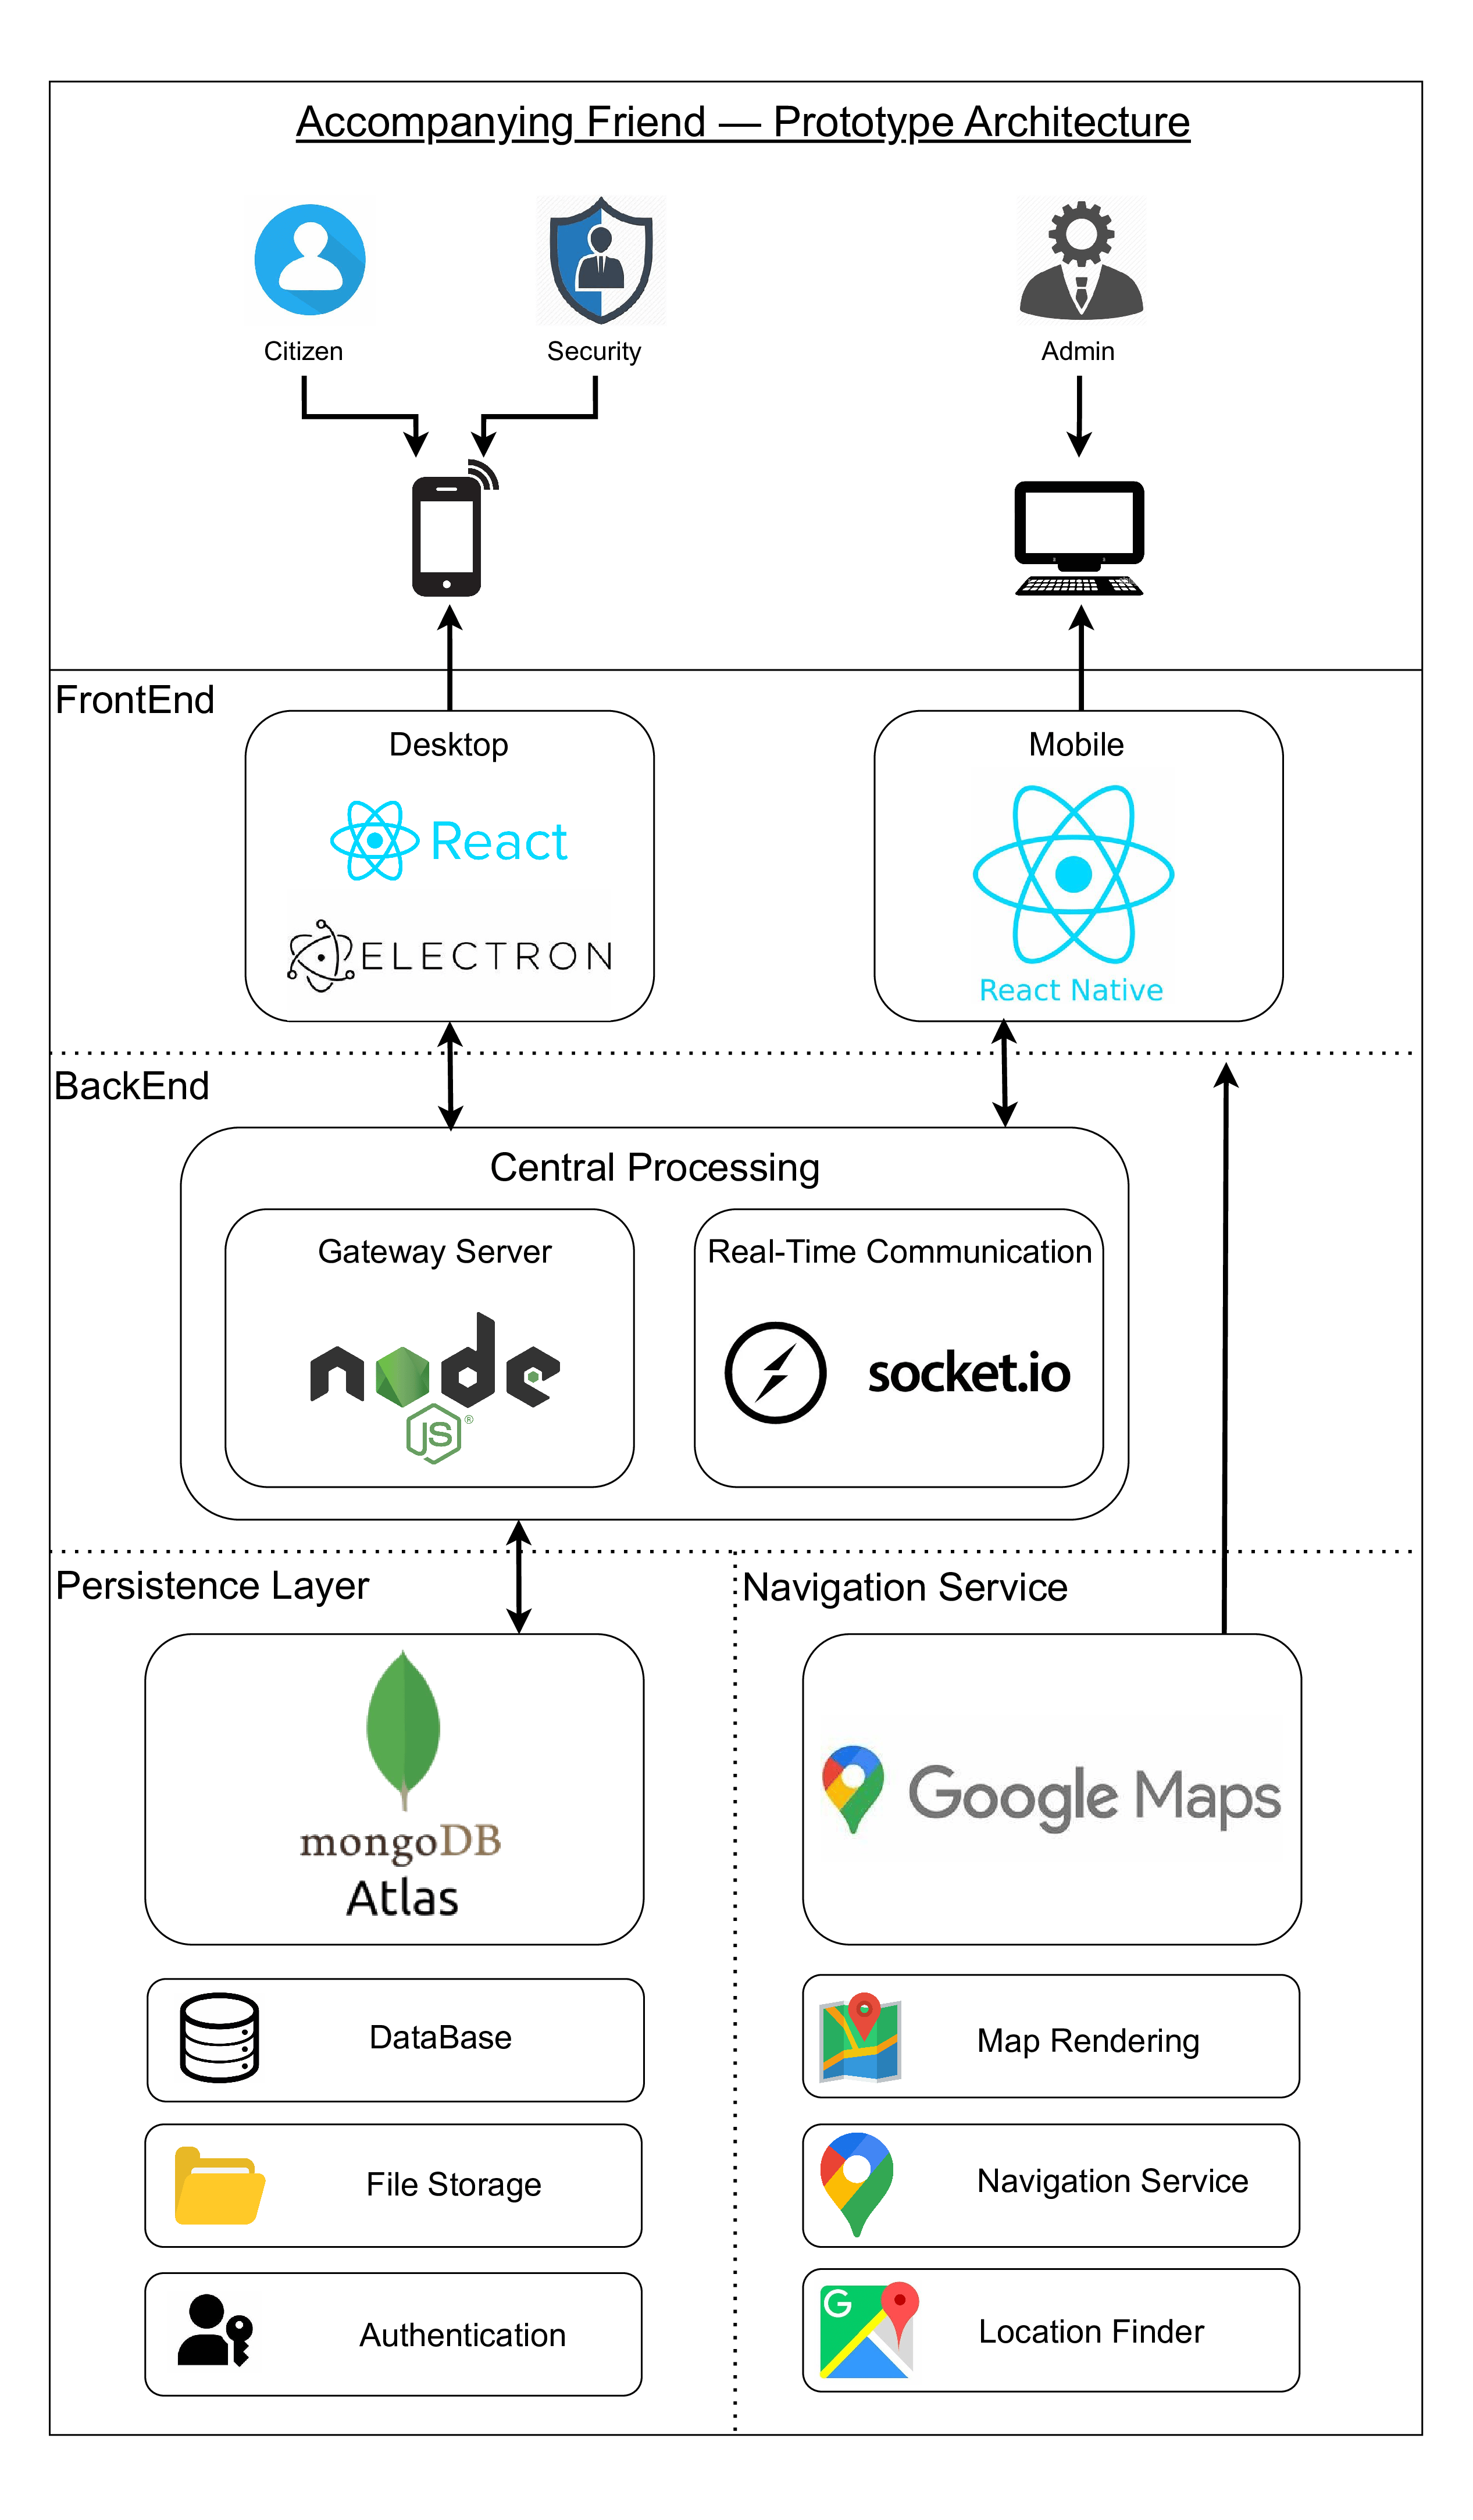 Accompanying Friend — Prototype Architecture
Citizen
Security
Admin
FrontEnd
Desktop
React
ELECTRON
Mobile
React Native
BackEnd
Central Processing
Gateway Server
node
JS®
Real-Time Communication
socket.io
Persistence Layer
mongoDB
Atlas
DataBase
File Storage
Authentication
Navigation Service
Google Maps
Map Rendering
Navigation Service
G
Location Finder